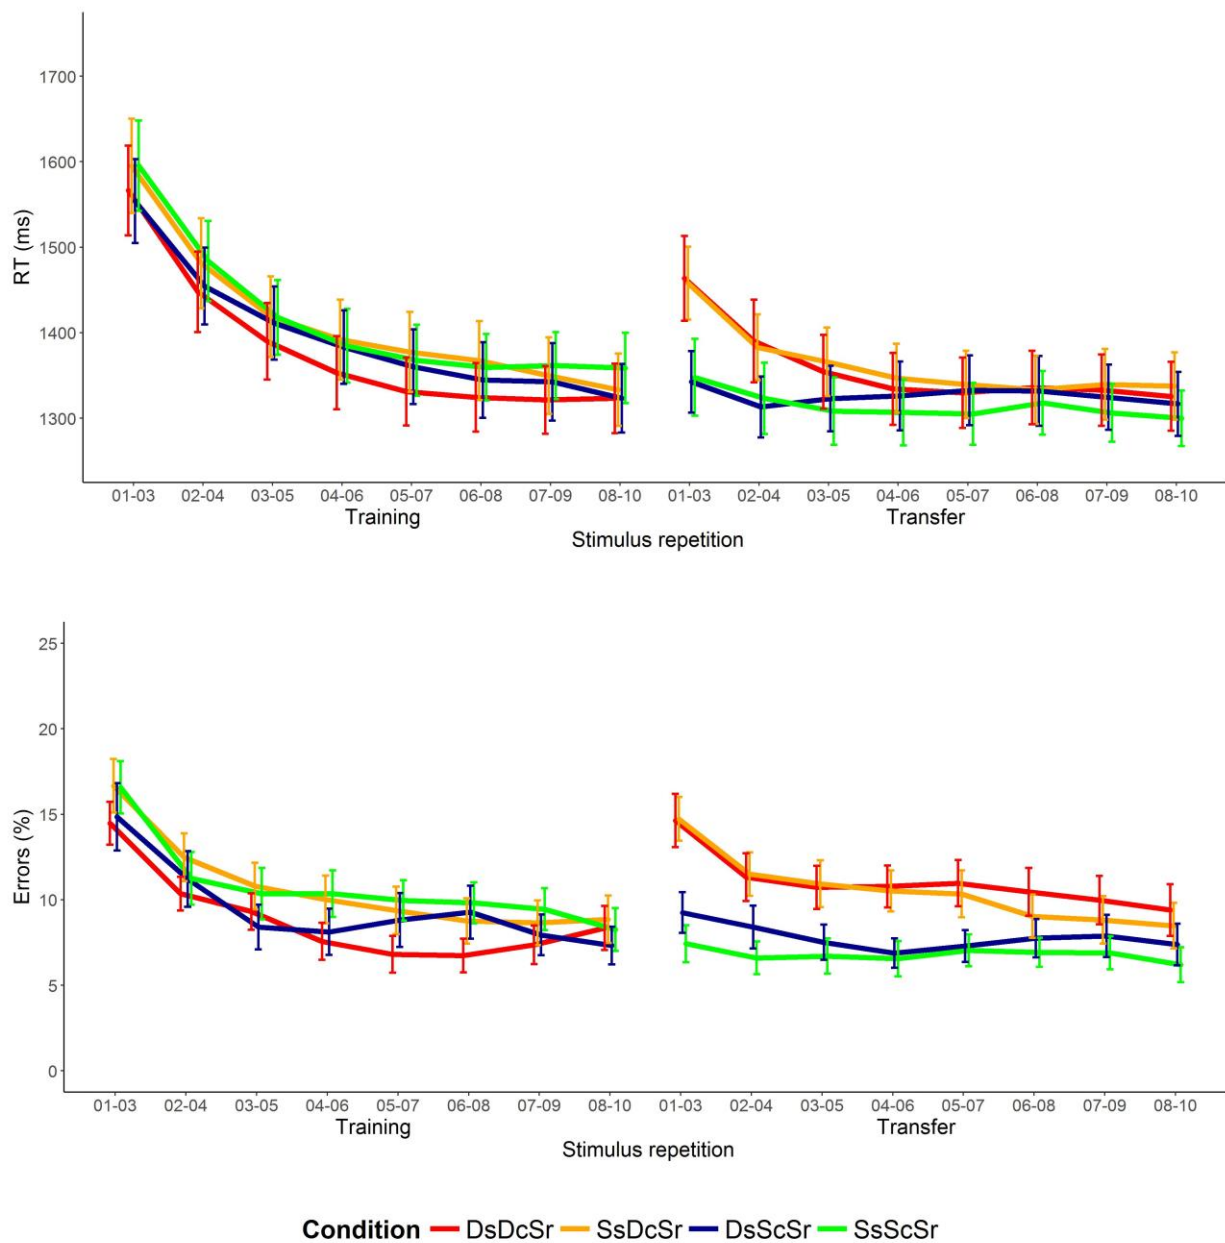 RT (ms)
1700
1600
1500
1400
1300
01-03 02-04 03-05 04-06 05-07 06-08 07-09 08-10 01-03 02-04 03-05 04-06 05-07 06-08 07-09 08-10
Training Transfer
Stimulus repetition
Errors (%)
25
20
15
10
5
0
01-03 02-04 03-05 04-06 05-07 06-08 07-09 08-10 01-03 02-04 03-05 04-06 05-07 06-08 07-09 08-10
Training Transfer
Stimulus repetition
Condition DsDcSr SsDcSr DsScSr SsScSr